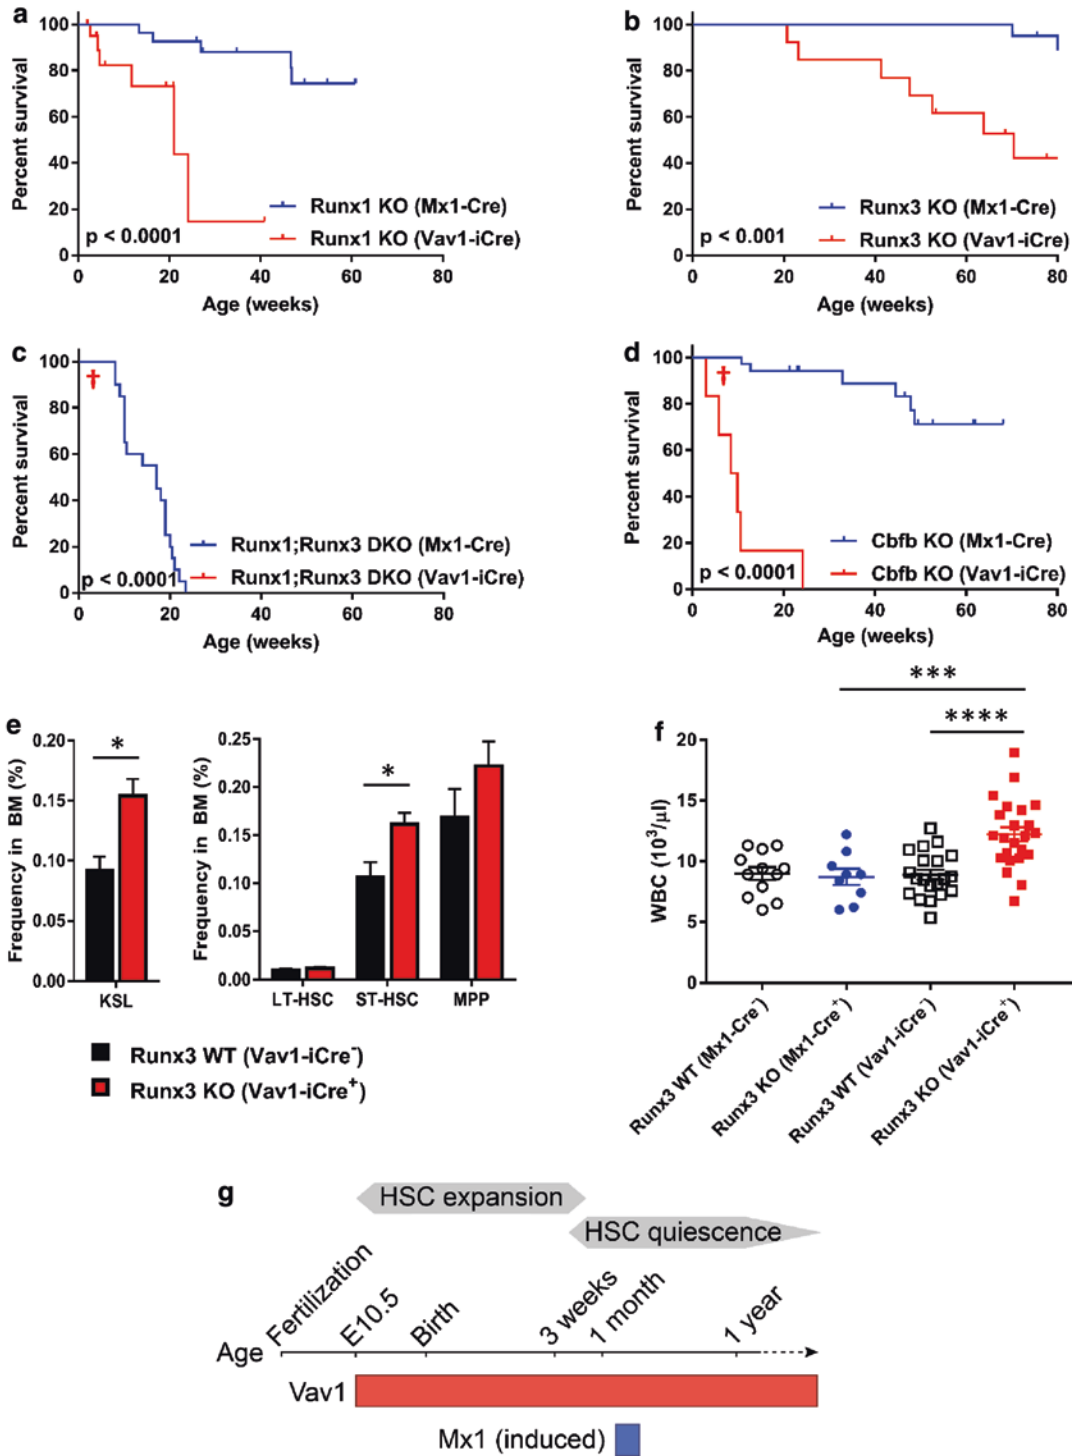 a
Percent survival
100
80
60
40
20
0
Runx1 KO (Mx1-Cre)
Runx1 KO (Vav1-iCre)
p < 0.0001
0 20 40 60 80
Age (weeks)
b
Percent survival
100
80
60
40
20
0
Runx3 KO (Mx1-Cre)
Runx3 KO (Vav1-iCre)
p < 0.001
0 20 40 60 80
Age (weeks)
c
Percent survival
100
80
60
40
20
0
†
Runx1;Runx3 DKO (Mx1-Cre)
Runx1;Runx3 DKO (Vav1-iCre)
p < 0.0001
0 20 40 60 80
Age (weeks)
d
Percent survival
100
80
60
40
20
0
†
Cbfb KO (Mx1-Cre)
Cbfb KO (Vav1-iCre)
p < 0.0001
0 20 40 60 80
Age (weeks)
e
Frequency in BM (%)
0.20
0.15
0.10
0.05
0.00
*
KSL
Frequency in BM (%)
0.25
0.20
0.15
0.10
0.05
0.00
*
LT-HSC ST-HSC MPP
Runx3 WT (Vav1-iCre⁻)
Runx3 KO (Vav1-iCre⁺)
f
***
****
WBC (10³/µl)
20
15
10
5
0
Runx3 WT (Mx1-Cre⁻)
Runx3 KO (Mx1-Cre⁺)
Runx3 WT (Vav1-iCre⁻)
Runx3 KO (Vav1-iCre⁺)
g
HSC expansion
HSC quiescence
Fertilization
E10.5
Birth
3 weeks
1 month
1 year
Age
Vav1
Mx1 (induced)